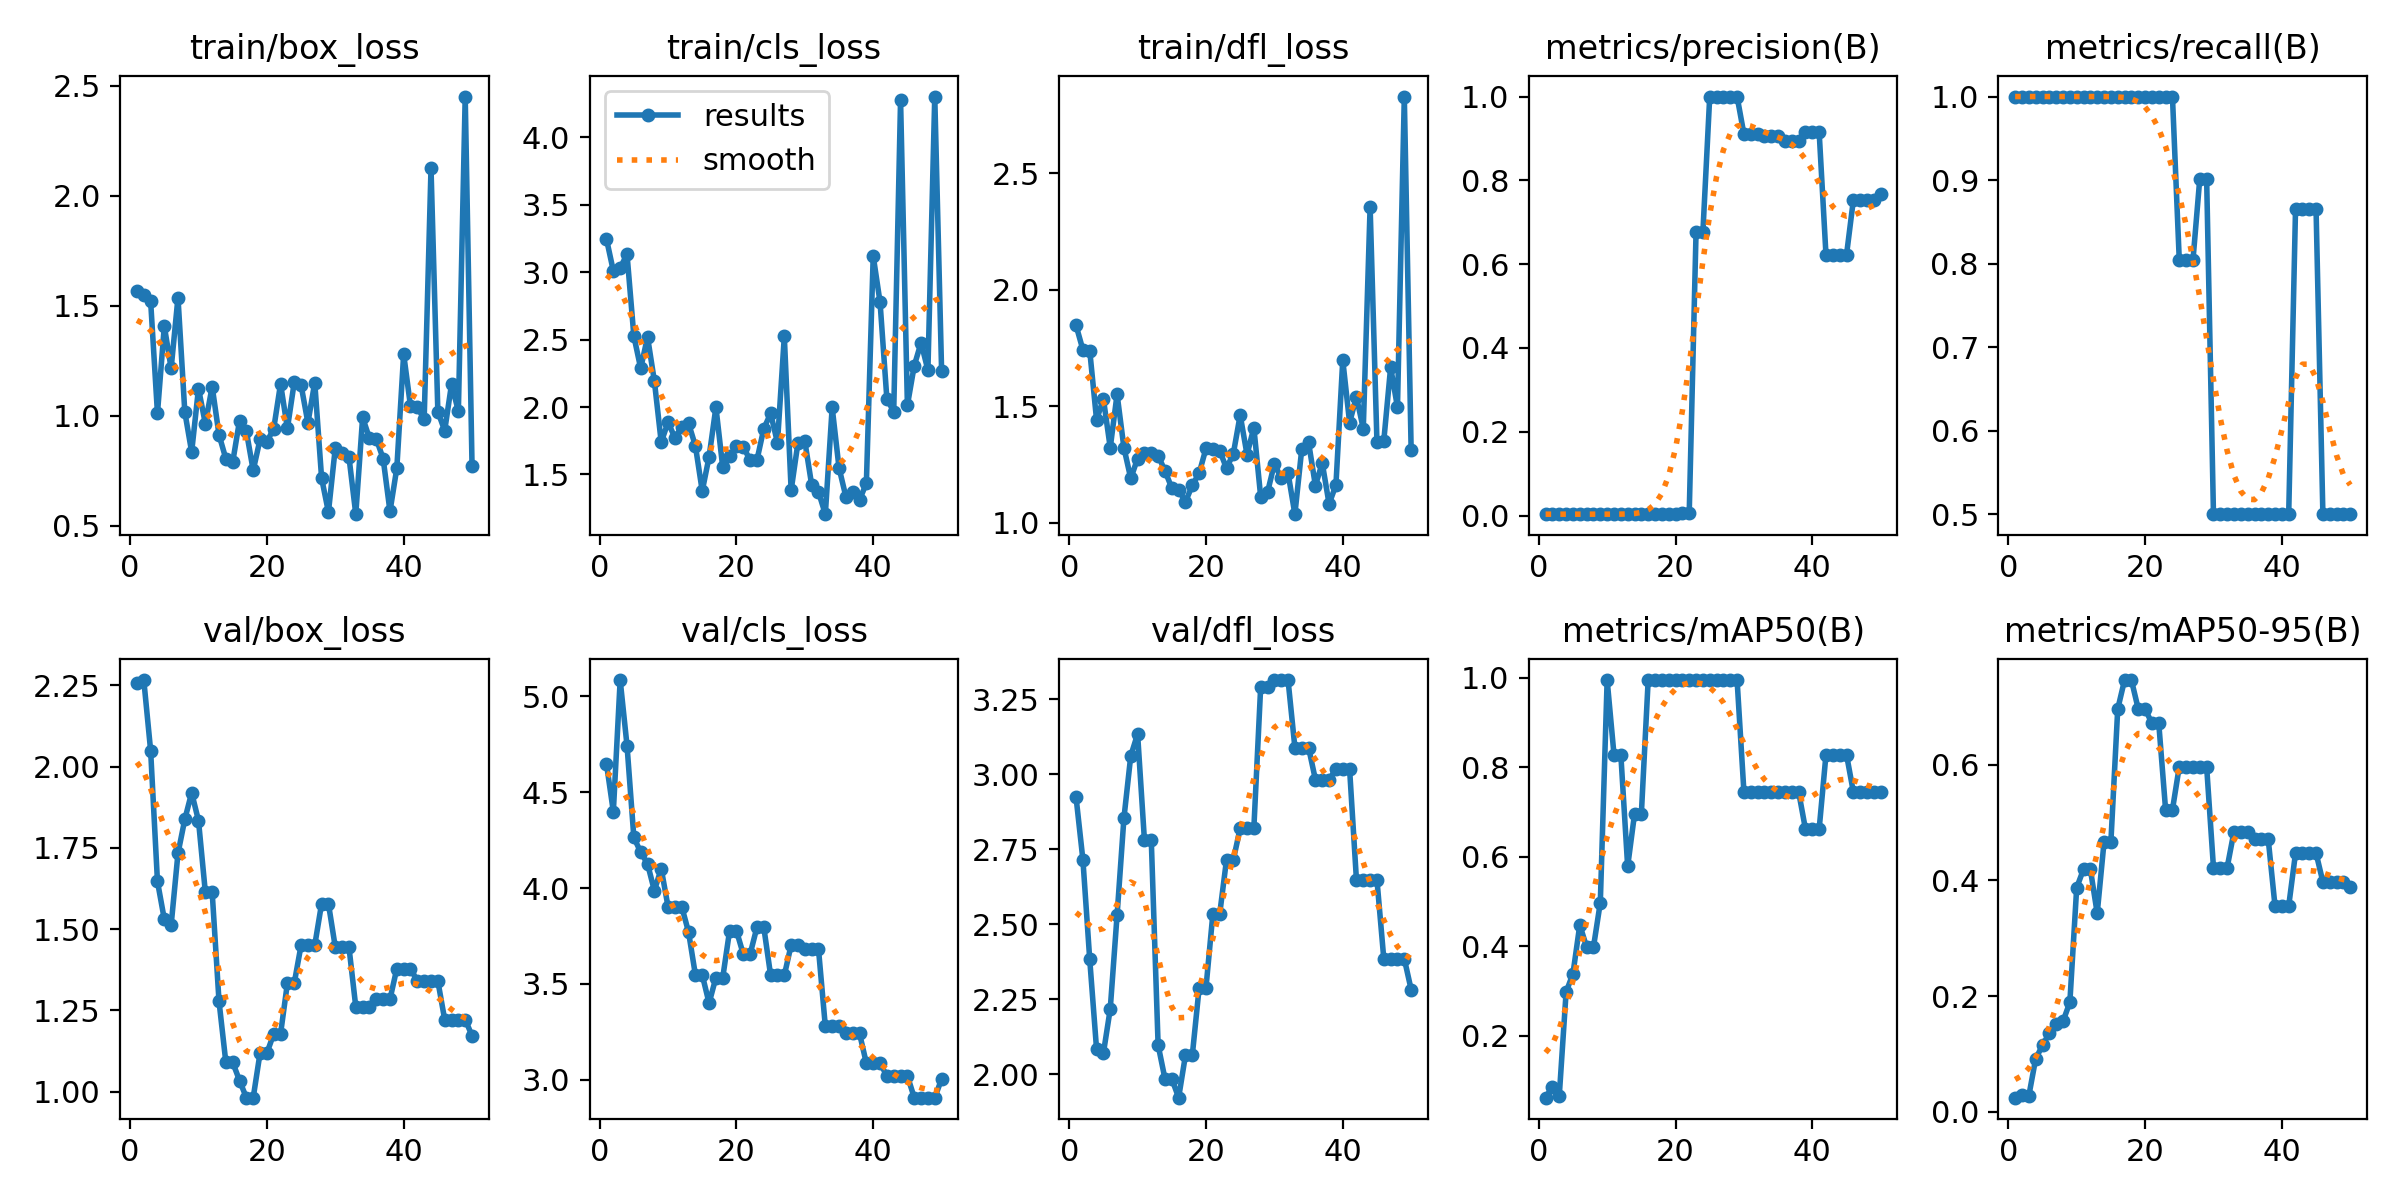 train/box_loss
train/cls_loss
train/dfl_loss
metrics/precision(B)
metrics/recall(B)
2.5
2.0
1.5
1.0
0.5
0 20 40
results
smooth
4.0
3.5
3.0
2.5
2.0
1.5
0 20 40
2.5
2.0
1.5
1.0
0 20 40
1.0
0.8
0.6
0.4
0.2
0.0
0 20 40
1.0
0.9
0.8
0.7
0.6
0.5
0 20 40
val/box_loss
val/cls_loss
val/dfl_loss
metrics/mAP50(B)
metrics/mAP50-95(B)
2.25
2.00
1.75
1.50
1.25
1.00
0 20 40
5.0
4.5
4.0
3.5
3.0
0 20 40
3.25
3.00
2.75
2.50
2.25
2.00
0 20 40
1.0
0.8
0.6
0.4
0.2
0 20 40
0.6
0.4
0.2
0.0
0 20 40